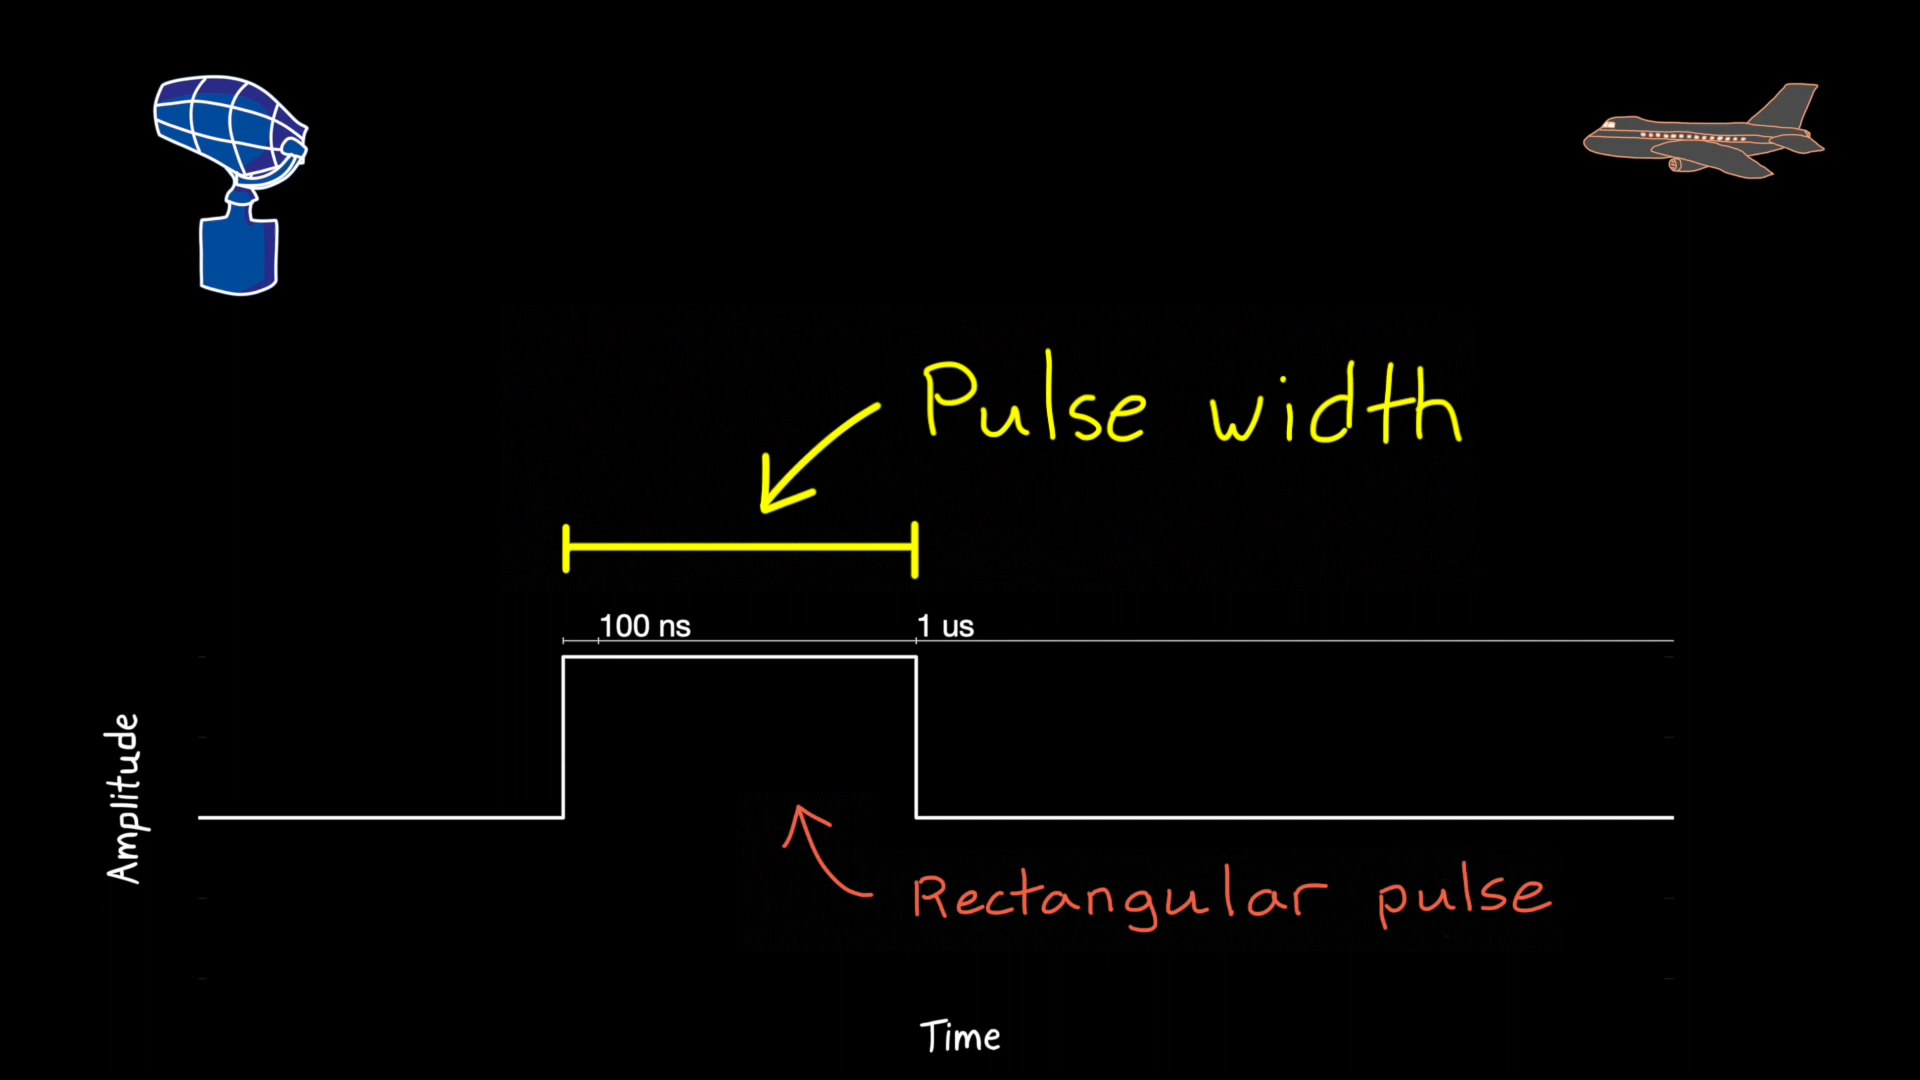 Pulse width
100 ns
1 us
Amplitude
Rectangular pulse
Time